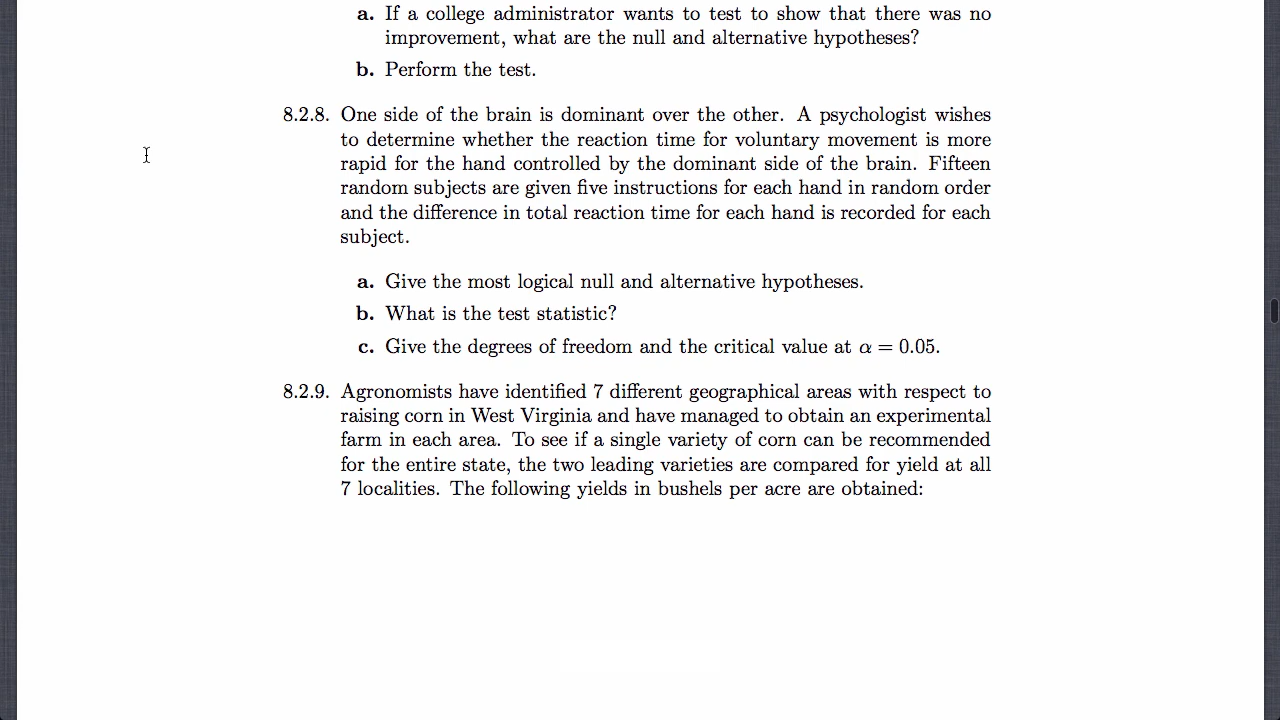 a. If a college administrator wants to test to show that there was no
improvement, what are the null and alternative hypotheses?
b. Perform the test.
8.2.8. One side of the brain is dominant over the other. A psychologist wishes
to determine whether the reaction time for voluntary movement is more
rapid for the hand controlled by the dominant side of the brain. Fifteen
random subjects are given five instructions for each hand in random order
and the difference in total reaction time for each hand is recorded for each
subject.
a. Give the most logical null and alternative hypotheses.
b. What is the test statistic?
c. Give the degrees of freedom and the critical value at α = 0.05.
8.2.9. Agronomists have identified 7 different geographical areas with respect to
raising corn in West Virginia and have managed to obtain an experimental
farm in each area. To see if a single variety of corn can be recommended
for the entire state, the two leading varieties are compared for yield at all
7 localities. The following yields in bushels per acre are obtained: